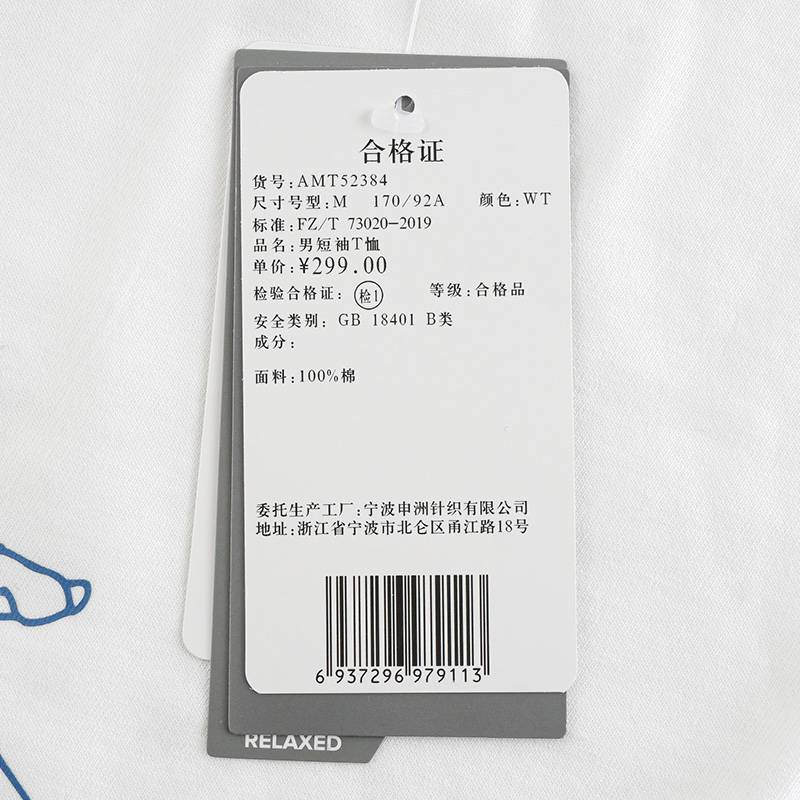 合格证
货号:AMT52384
尺寸号型:M 170/92A 颜色:WT
标准:FZ/T 73020-2019
品名:男短袖T恤
单价:¥299.00
检验合格证: 检1 等级:合格品
安全类别: GB 18401 B类
成分:
面料:100%棉
委托生产工厂:宁波申洲针织有限公司
地址:浙江省宁波市北仑区甬江路18号
6 937296 979113
RELAXED